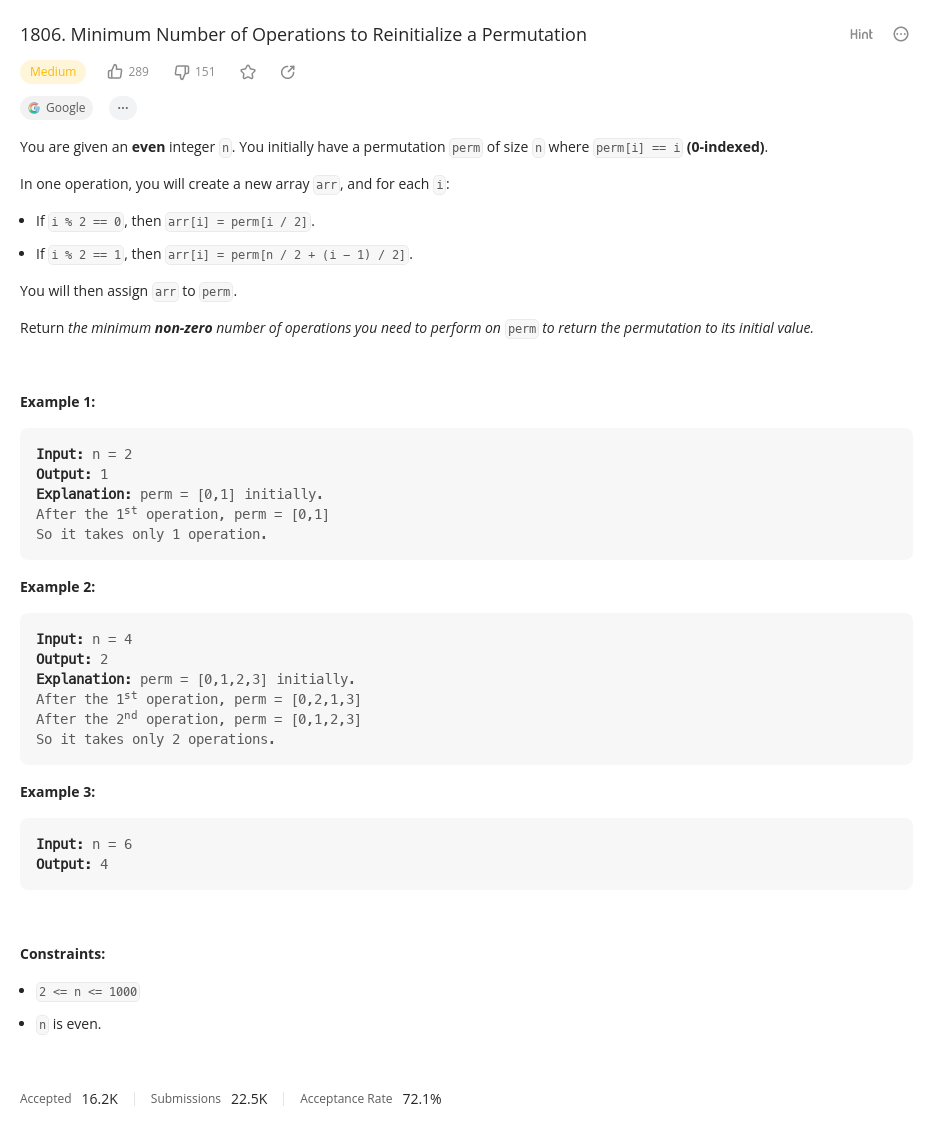 1806. Minimum Number of Operations to Reinitialize a Permutation
Hint
Medium 289 151
Google ...
You are given an even integer n. You initially have a permutation perm of size n where perm[i] == i (0-indexed).
In one operation, you will create a new array arr, and for each i:
• If i % 2 == 0, then arr[i] = perm[i / 2].
• If i % 2 == 1, then arr[i] = perm[n / 2 + (i − 1) / 2].
You will then assign arr to perm.
Return the minimum non-zero number of operations you need to perform on perm to return the permutation to its initial value.
Example 1:
Input: n = 2
Output: 1
Explanation: perm = [0,1] initially.
After the 1st operation, perm = [0,1]
So it takes only 1 operation.
Example 2:
Input: n = 4
Output: 2
Explanation: perm = [0,1,2,3] initially.
After the 1st operation, perm = [0,2,1,3]
After the 2nd operation, perm = [0,1,2,3]
So it takes only 2 operations.
Example 3:
Input: n = 6
Output: 4
Constraints:
• 2 <= n <= 1000
• n is even.
Accepted 16.2K Submissions 22.5K Acceptance Rate 72.1%